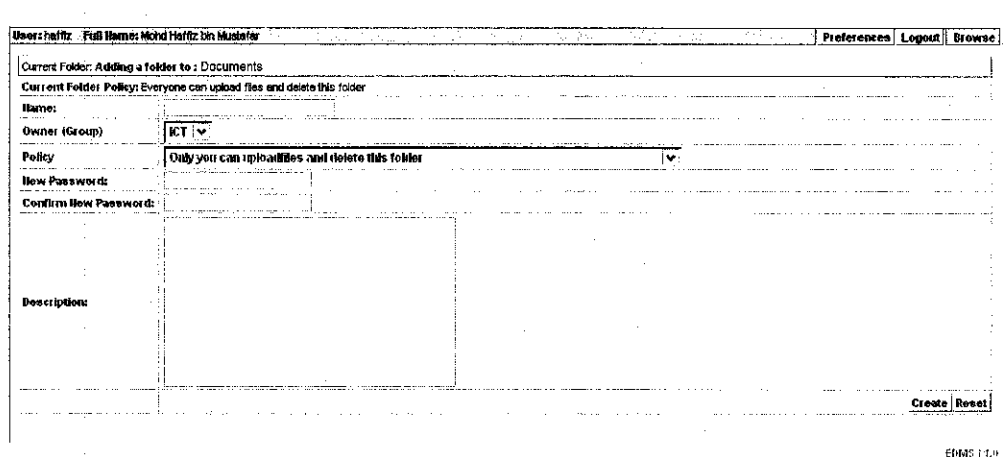 User: haffiz Full Name: Mohd Haffiz bin Mustafar Preferences Logout Browse
Current Folder: Adding a folder to : Documents
Current Folder Policy: Everyone can upload files and delete this folder
Name:
Owner (Group) ICT
Policy Only you can upload files and delete this folder
New Password:
Confirm New Password:
Description:
Create Reset
EDMS 1.0